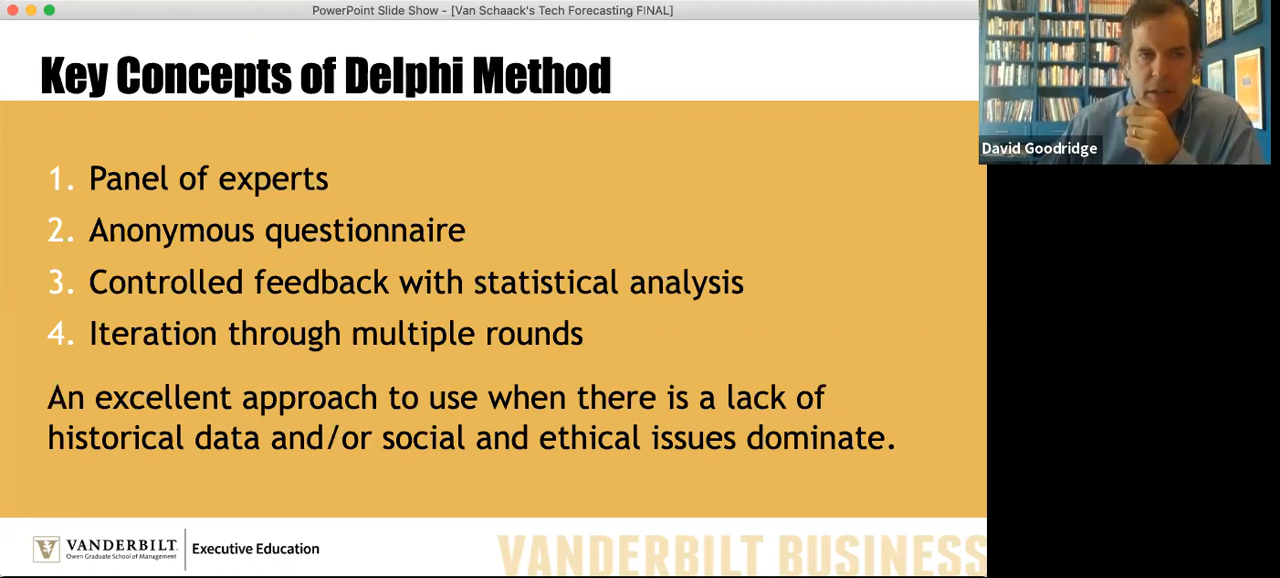 PowerPoint Slide Show - [Van Schaack's Tech Forecasting FINAL]
Key Concepts of Delphi Method
David Goodridge
1. Panel of experts
2. Anonymous questionnaire
3. Controlled feedback with statistical analysis
4. Iteration through multiple rounds
An excellent approach to use when there is a lack of
historical data and/or social and ethical issues dominate.
VANDERBILT
Owen Graduate School of Management
Executive Education
VANDERBILT BUSINESS